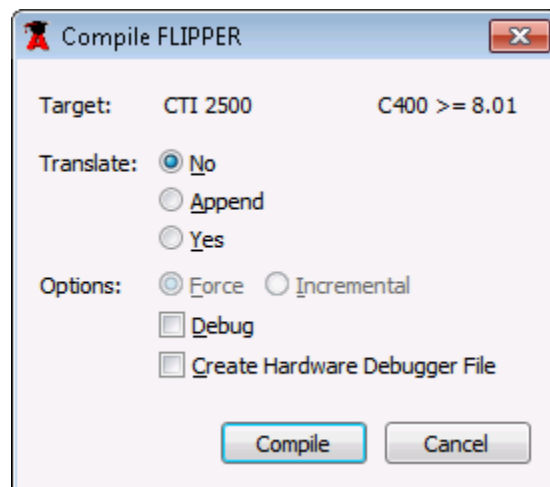 Compile FLIPPER
Target: CTI 2500 C400 >= 8.01
Translate: No
Append
Yes
Options: Force Incremental
Debug
Create Hardware Debugger File
Compile Cancel